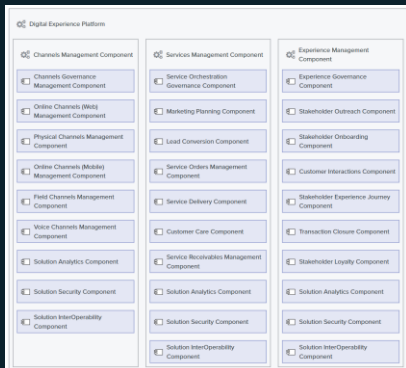 Digital Experience Platform
Channels Management Component
Channels Governance
Management Component
Online Channels (Web)
Management Component
Physical Channels Management
Component
Online Channels (Mobile)
Management Component
Field Channels Management
Component
Voice Channels Management
Component
Solution Analytics Component
Solution Security Component
Solution InterOperability
Component
Services Management Component
Service Orchestration
Governance Component
Marketing Planning Component
Lead Conversion Component
Service Orders Management
Component
Service Delivery Component
Customer Care Component
Service Receivables Management
Component
Solution Analytics Component
Solution Security Component
Solution InterOperability
Component
Experience Management
Component
Experience Governance
Component
Stakeholder Outreach Component
Stakeholder Onboarding
Component
Customer Interactions Component
Stakeholder Experience Journey
Component
Transaction Closure Component
Stakeholder Loyalty Component
Solution Analytics Component
Solution Security Component
Solution InterOperability
Component